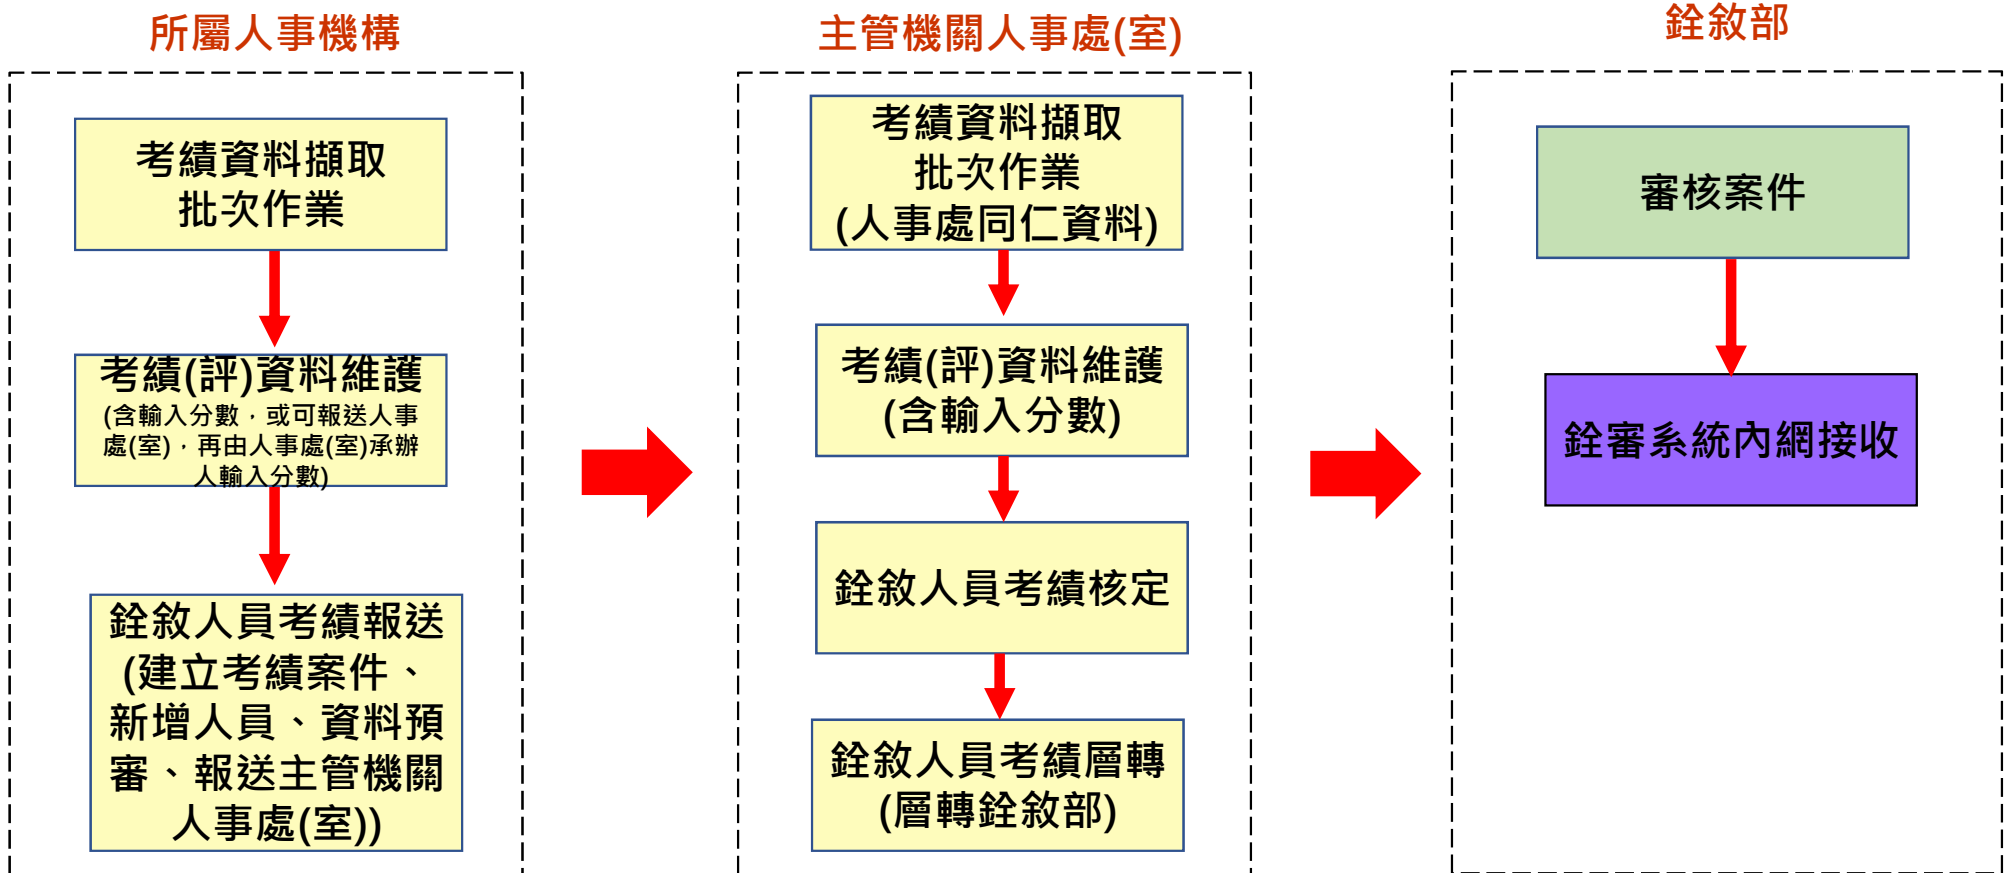 所屬人事機構
考績資料擷取
批次作業
考績(評)資料維護
(含輸入分數，或可報送人事
處(室)，再由人事處(室)承辦
人輸入分數)
銓敘人員考績報送
(建立考績案件、
新增人員、資料預
審、報送主管機關
人事處(室))
主管機關人事處(室)
考績資料擷取
批次作業
(人事處同仁資料)
考績(評)資料維護
(含輸入分數)
銓敘人員考績核定
銓敘人員考績層轉
(層轉銓敘部)
銓敘部
審核案件
銓審系統內網接收